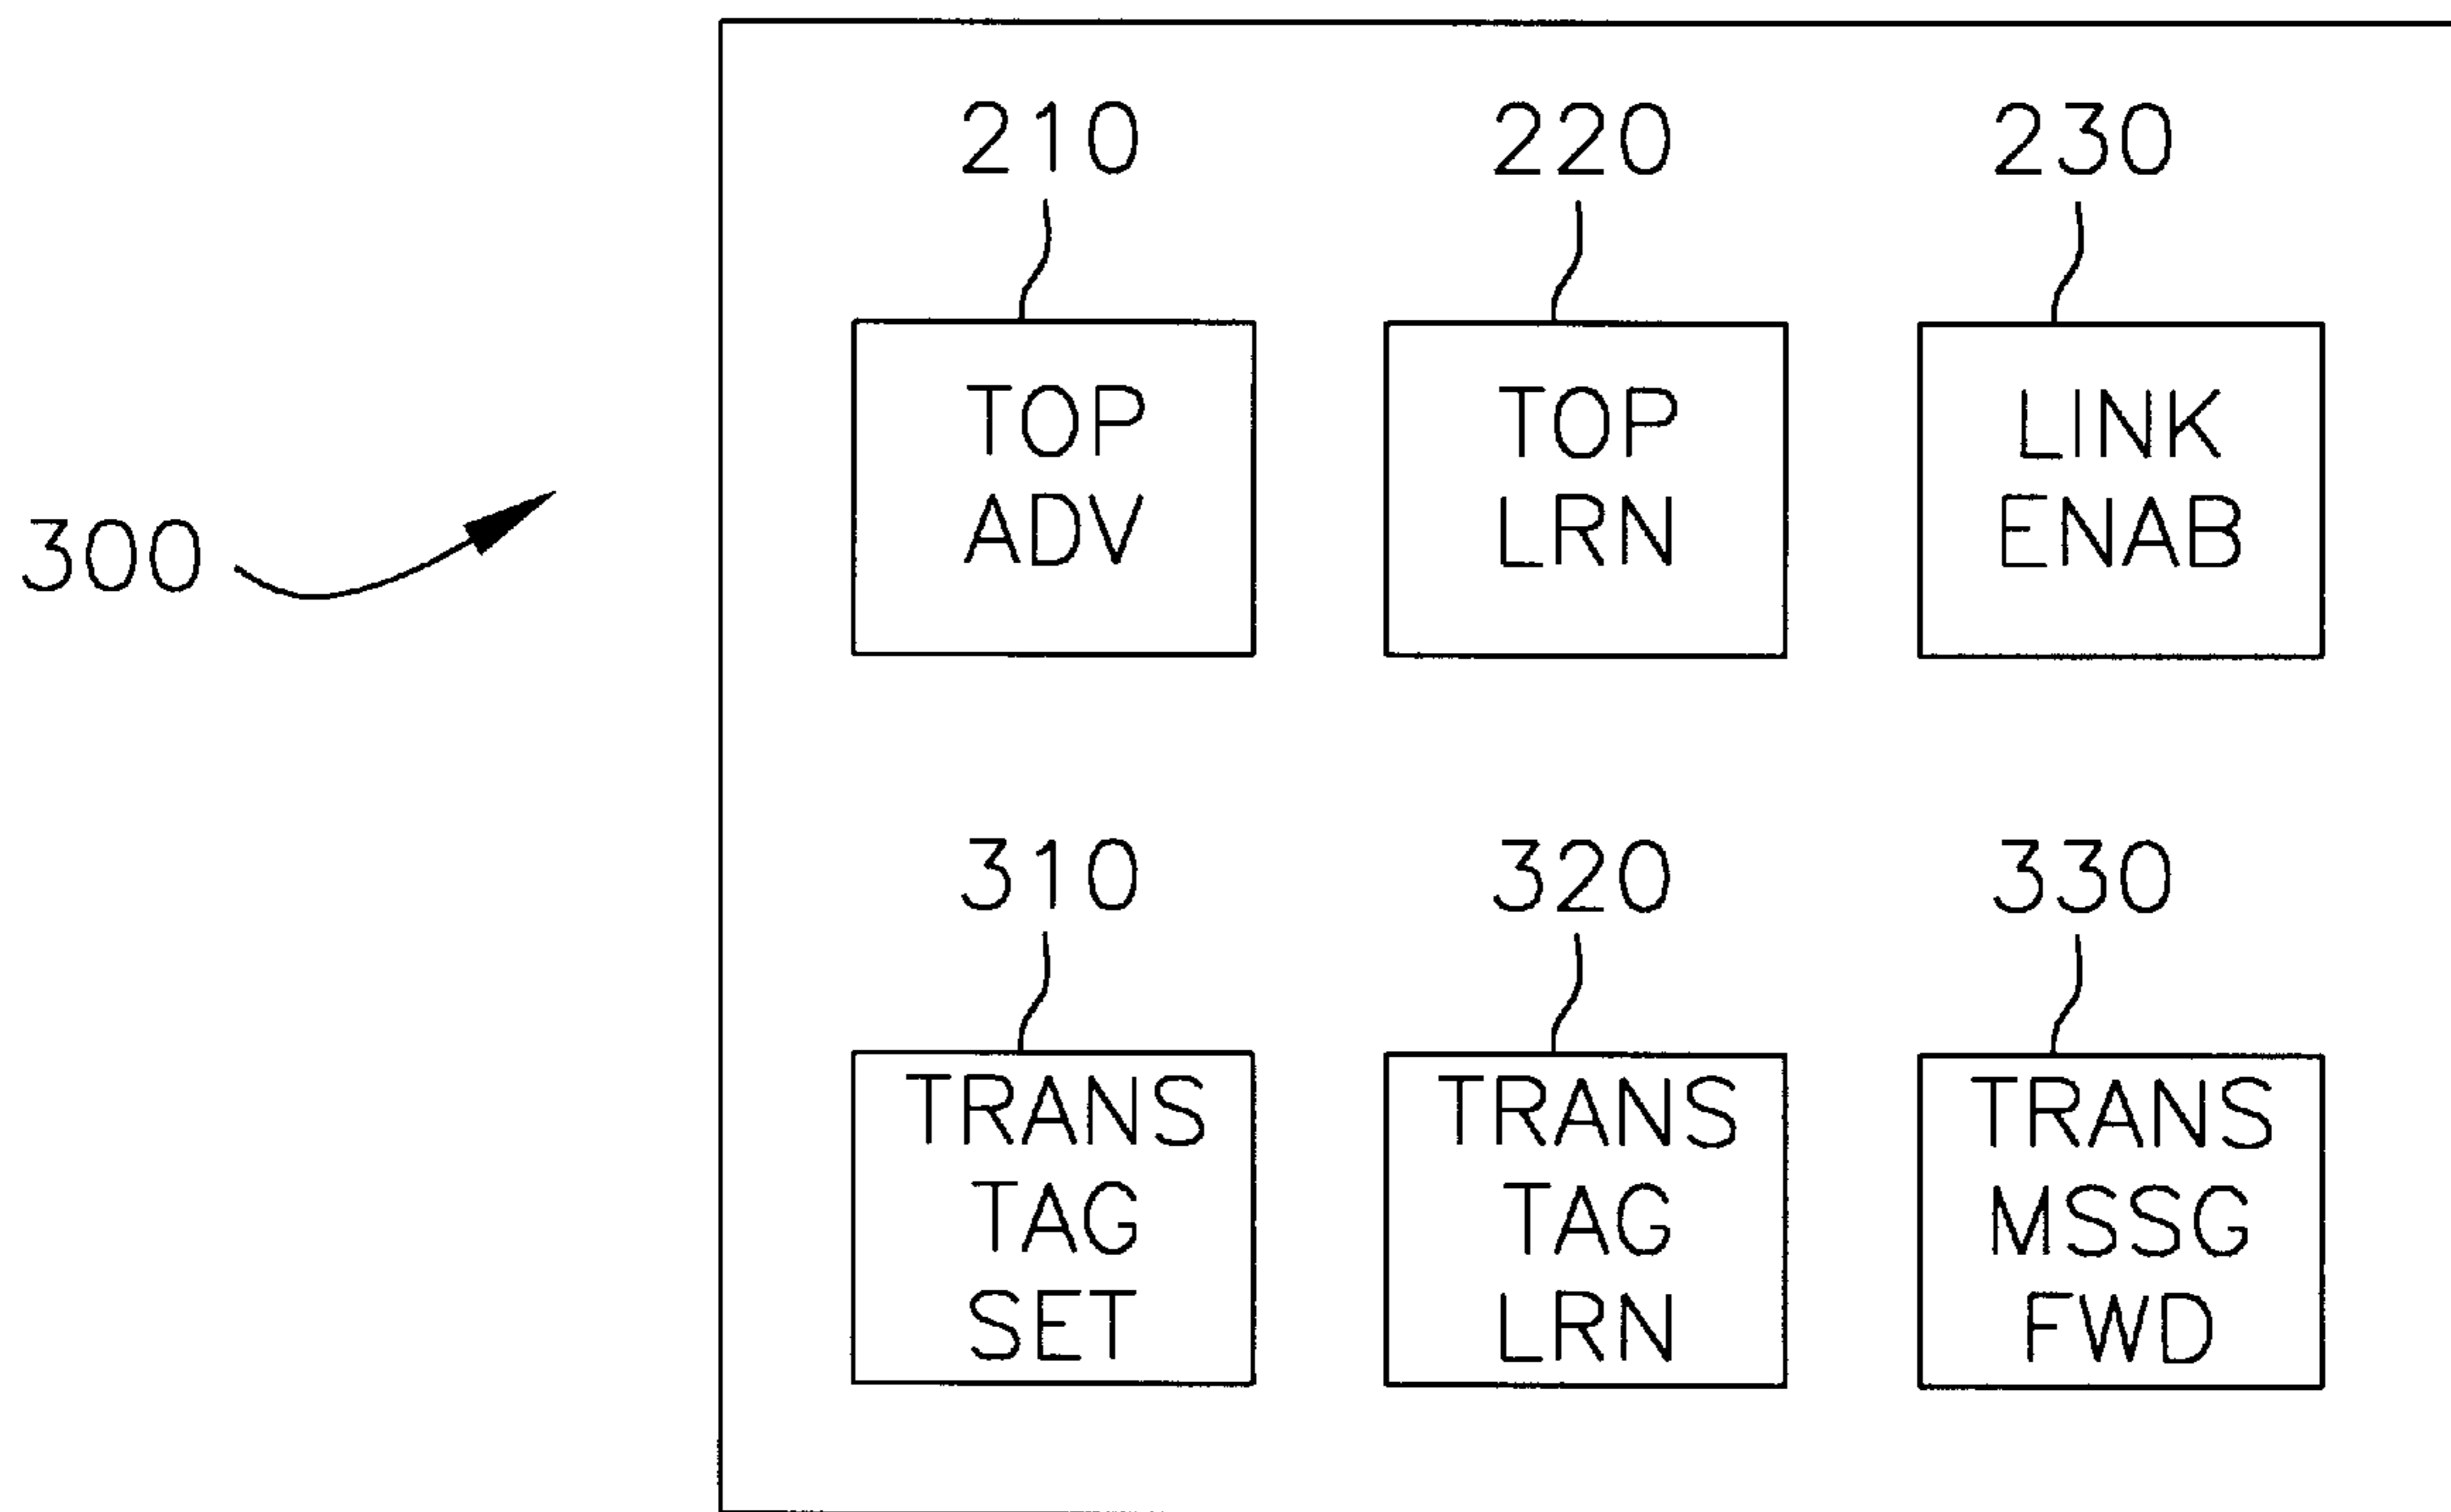 210 220 230
TOP TOP LINK
ADV LRN ENAB
300
310 320 330
TRANS TRANS TRANS
TAG TAG MSSG
SET LRN FWD